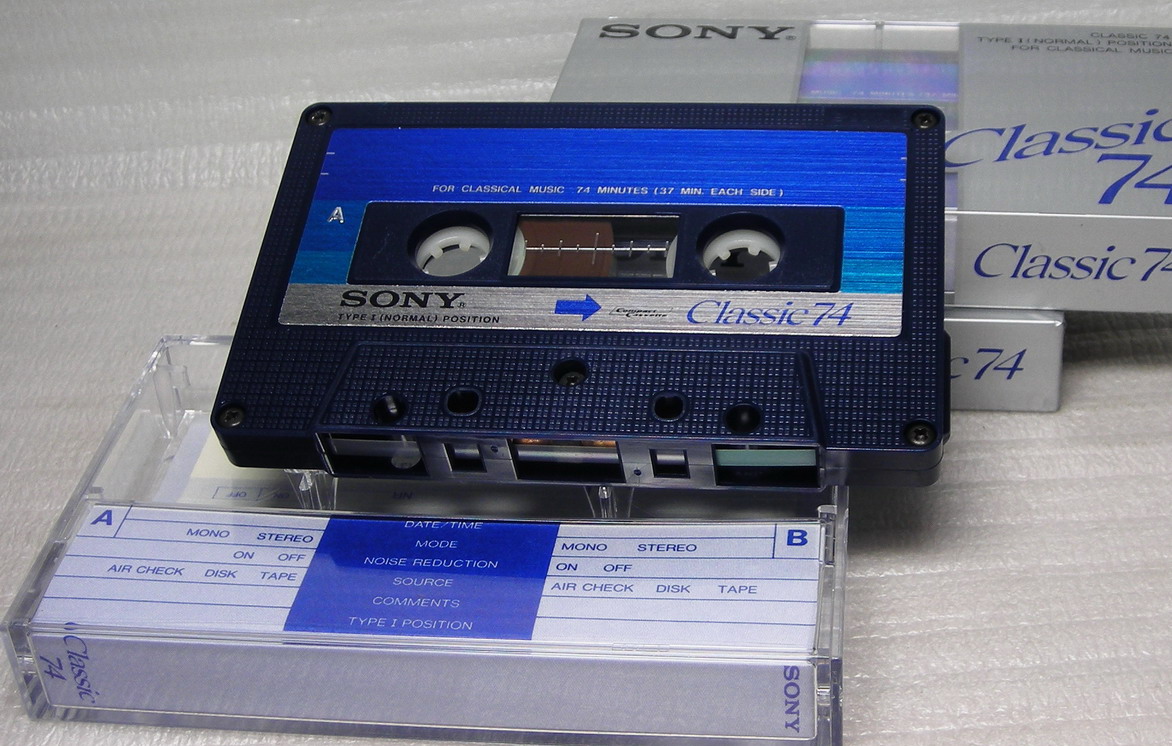 SONY®
CLASSIC 74
TYPE I (NORMAL) POSITION
FOR CLASSICAL MUSIC
Classic
74
Classic 74
c 74
FOR CLASSICAL MUSIC 74 MINUTES (37 MIN. EACH SIDE)
A
SONY®
TYPE I (NORMAL) POSITION
Compact
Cassette
Classic 74
A
B
DATE/TIME
MONO STEREO MODE MONO STEREO
ON OFF NOISE REDUCTION ON OFF
AIR CHECK DISK TAPE SOURCE AIR CHECK DISK TAPE
COMMENTS
TYPE I POSITION
Classic
74
SONY